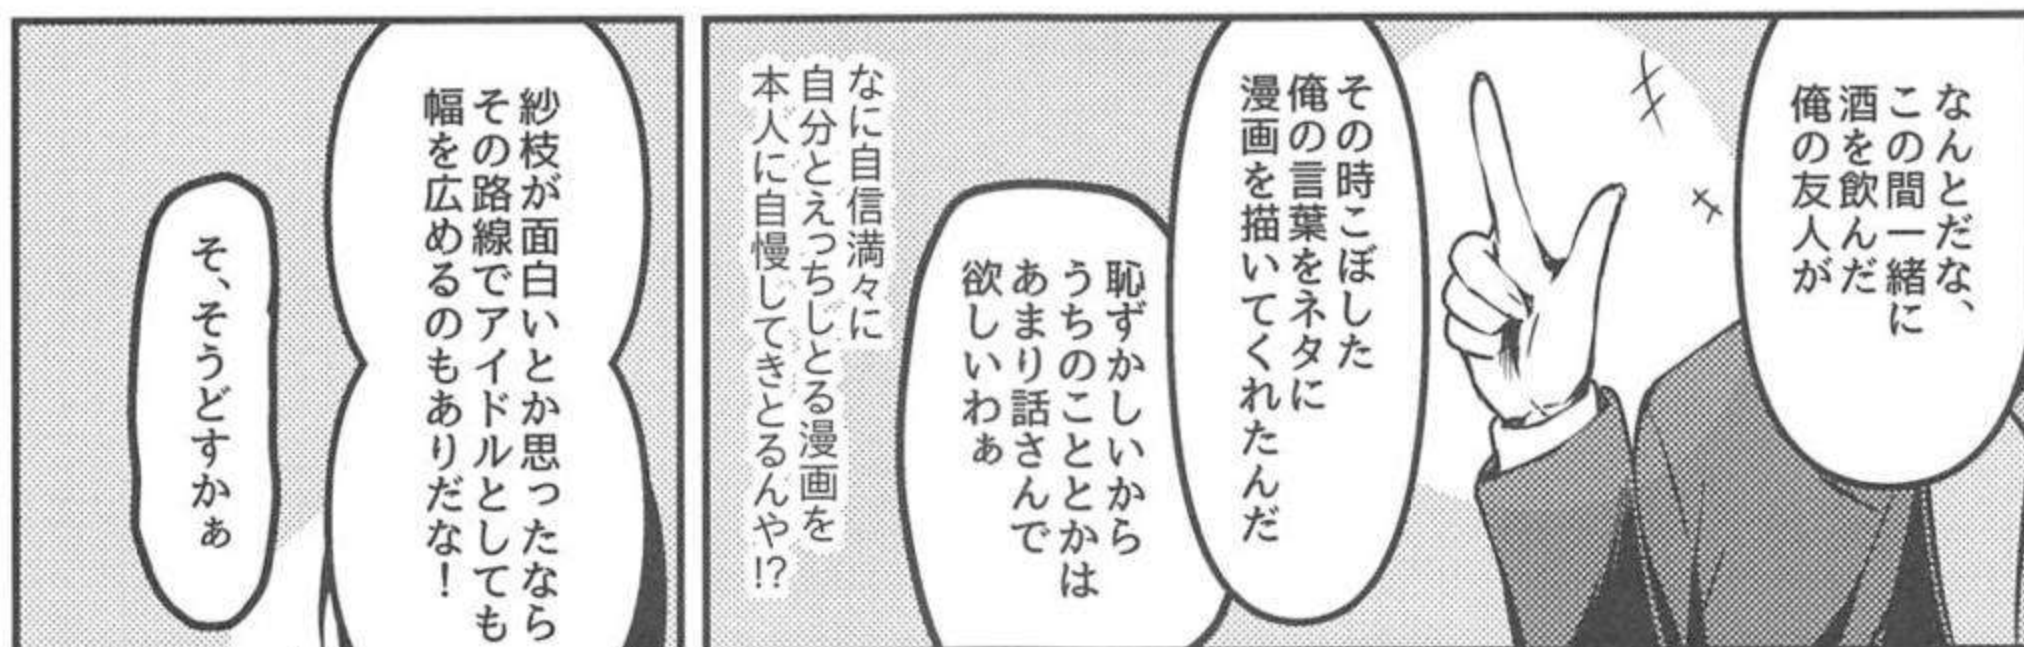 なんとだな、
この間一緒に
酒を飲んだ
俺の友人が
その時こぼした
俺の言葉をネタに
漫画を描いてくれたんだ
恥ずかしいから
うちのこととかは
あまり話さんで
欲しいわぁ
なに自信満々に
自分とえっちしとる漫画を
本人に自慢してきとるんや!?
紗枝が面白いとか思ったなら
その路線でアイドルとしても
幅を広めるのもありだな！
そ、そうどすかぁ